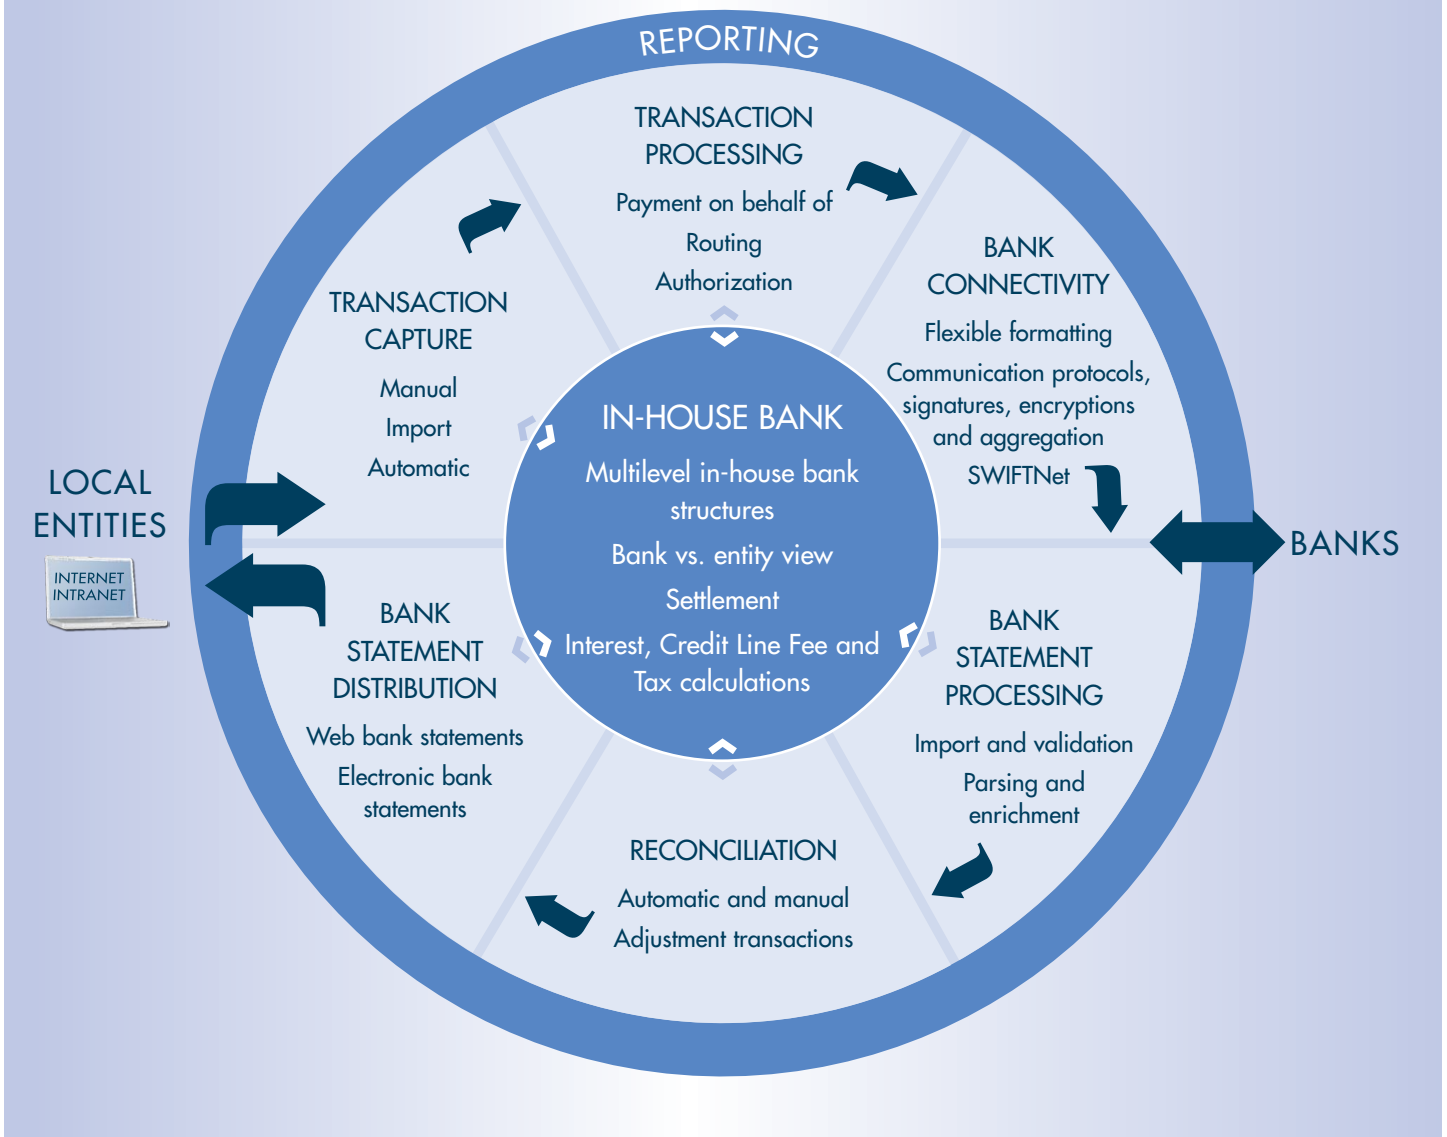 REPORTING
TRANSACTION
PROCESSING
Payment on behalf of
Routing
Authorization
BANK
CONNECTIVITY
Flexible formatting
Communication protocols,
signatures, encryptions
and aggregation
SWIFTNet
TRANSACTION
CAPTURE
Manual
Import
Automatic
IN-HOUSE BANK
Multilevel in-house bank
structures
Bank vs. entity view
Settlement
Interest, Credit Line Fee and
Tax calculations
LOCAL
ENTITIES
INTERNET
INTRANET
BANKS
BANK
STATEMENT
DISTRIBUTION
Web bank statements
Electronic bank
statements
BANK
STATEMENT
PROCESSING
Import and validation
Parsing and
enrichment
RECONCILIATION
Automatic and manual
Adjustment transactions